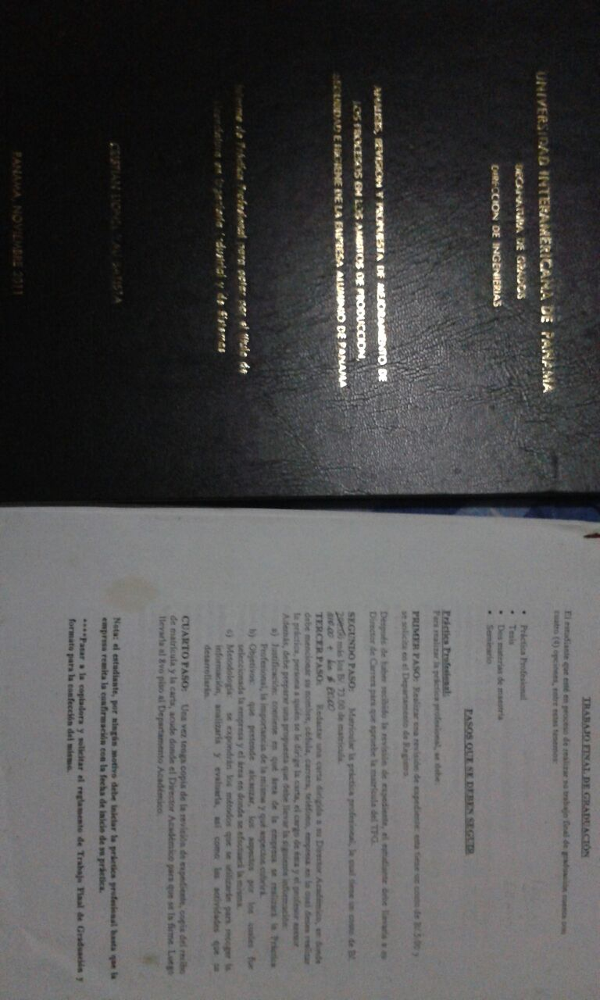 UNIVERSIDAD INTERAMERICANA DE PANAMA
DECANATURA DE GRADOS
DIRECCION DE INGENIERIAS
ANALISIS, REVISION Y PROPUESTA DE MEJORAMIENTO DE
LOS PROCESOS EN LOS AMBITOS DE PRODUCCION,
SEGURIDAD E HIGIENE DE LA EMPRESA ALUMINIO DE PANAMA
Informe de Práctica Profesional para optar por el título de
en Ingeniería Industrial y de Sistemas
PANAMA, NOVIEMBRE 2011
TRABAJO FINAL DE GRADUACIÓN
El estudiante que esté en proceso de realizar su trabajo final de graduación cuenta con
cuatro (4) opciones, entre estas tenemos:
• Práctica Profesional
• Tesis
• Dos materias de maestría
• Seminario
PASOS QUE SE DEBEN SEGUIR
Práctica Profesional:
Para realizar la práctica profesional, se debe:
PRIMER PASO: Realizar una revisión de expediente esta tiene un costo de B/.5.00 y
se solicita en el Departamento de Registro.
Después de haber recibido la revisión de expediente, el estudiante debe llevarla a su
Director de Carrera para que apruebe la matrícula del TFG.
SEGUNDO PASO: Matricular la práctica profesional, la cual tiene un costo de B/.
más los B/. 73.00 de matrícula.
TERCER PASO: Redactar una carta dirigida a su Director Académico, en donde
debe mencionar su nombre, cédula, carrera, teléfono, empresa en la cual desea realizar
la práctica, persona a quién se le dirige la carta, el cargo de ésta y el profesor asesor.
Además, debe preparar una propuesta que debe llevar la siguiente información:
a) Justificación: contiene en qué área de la empresa se realizará la Práctica
Profesional, la importancia de la misma y qué aspectos cubrirá.
b) Objetivos: qué pretende alcanzar, los aspectos por los cuales fue
seleccionada la empresa y el área en donde se efectuará la misma.
c) Metodología: se expondrán los métodos que se utilizarán para recoger la
información, analizarla y evaluarla, así como las actividades que se
desarrollarán.
CUARTO PASO: Una vez tenga copia de la revisión de expediente, copia del recibo
de matrícula y la carta, acude donde el Director Académico para que se la firme. Luego
llevarla al 8vo piso al Departamento Académico.
Nota: el estudiante, por ningún motivo debe iniciar la práctica profesional hasta que la
empresa remita la confirmación con la fecha de inicio de su práctica.
****Pasar a la copiadora y solicitar el reglamento de Trabajo Final de Graduación y
formato para la confección del mismo.